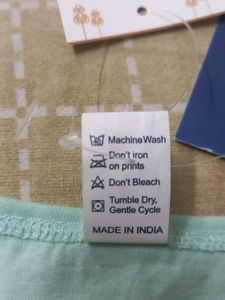 Machine Wash
Don't iron
on prints
Don't Bleach
Tumble Dry,
Gentle Cycle
MADE IN INDIA